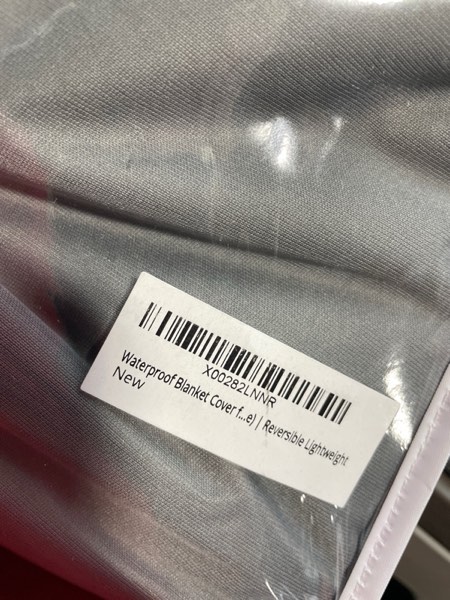 X00282LNNR
Waterproof Blanket Cover f...e) | Reversible Lightweight
New